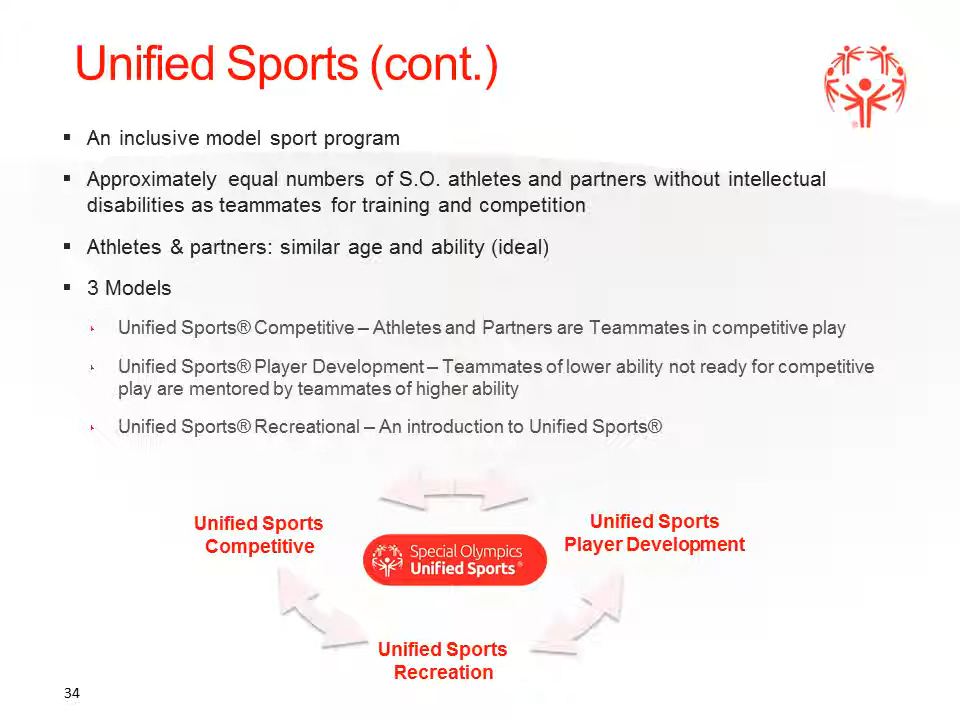 Unified Sports (cont.)
®
▪ An inclusive model sport program
▪ Approximately equal numbers of S.O. athletes and partners without intellectual
disabilities as teammates for training and competition
▪ Athletes & partners: similar age and ability (ideal)
▪ 3 Models
Unified Sports® Competitive – Athletes and Partners are Teammates in competitive play
Unified Sports® Player Development – Teammates of lower ability not ready for competitive
play are mentored by teammates of higher ability
Unified Sports® Recreational – An introduction to Unified Sports®
Unified Sports
Competitive
Special Olympics
Unified Sports®
Unified Sports
Player Development
Unified Sports
Recreation
34